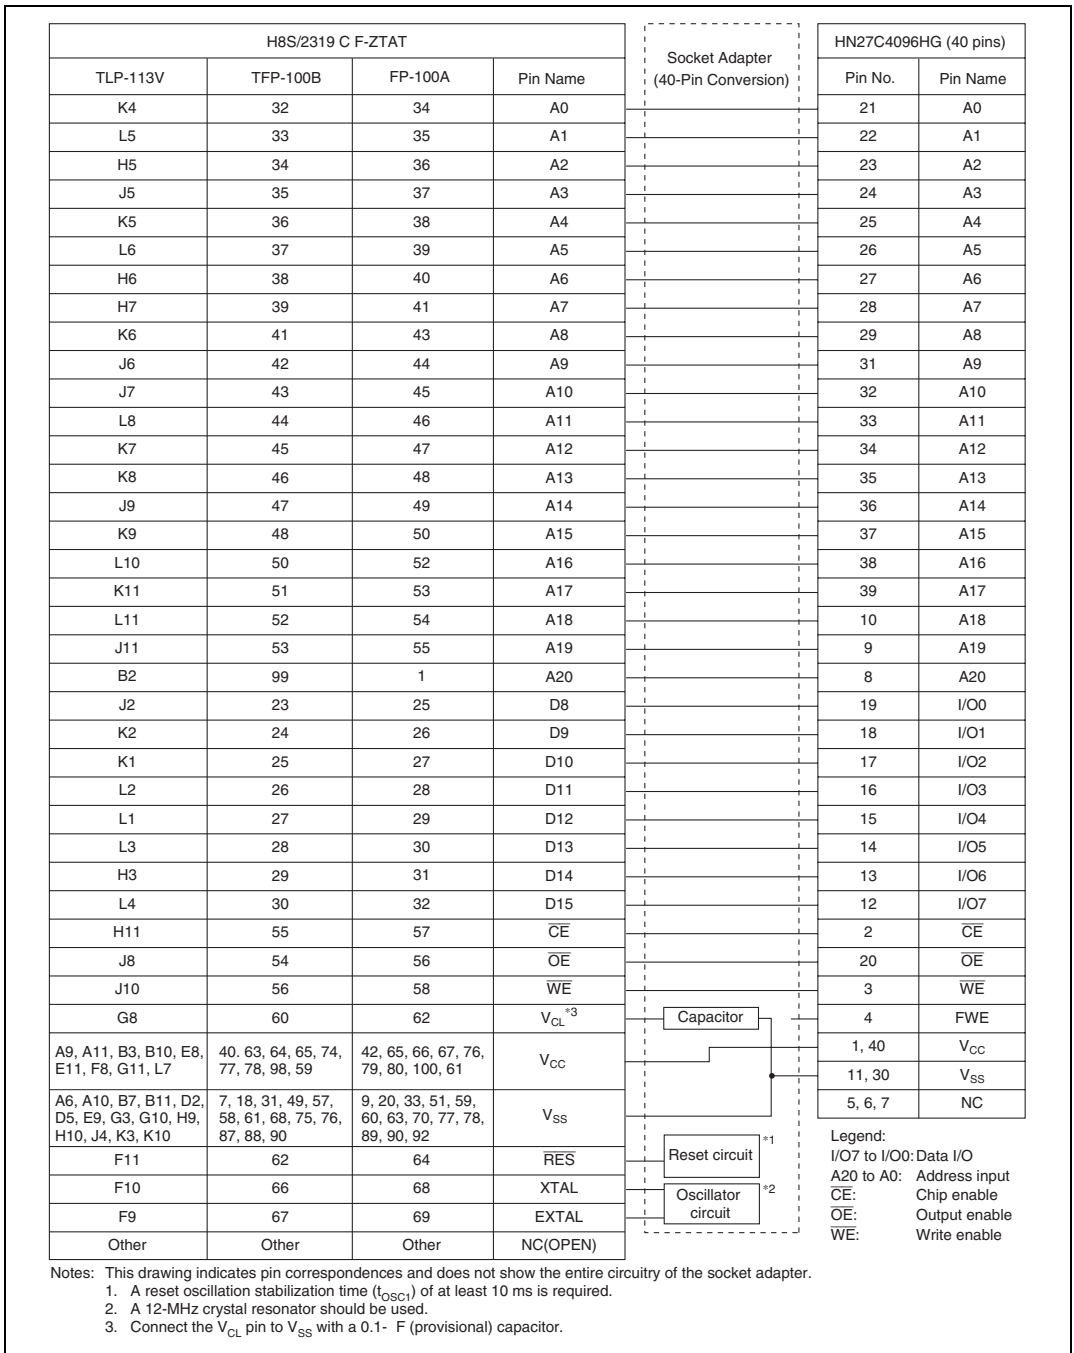 H8S/2319 C F-ZTAT
Socket Adapter
(40-Pin Conversion)
HN27C4096HG (40 pins)
TLP-113V TFP-100B FP-100A Pin Name Pin No. Pin Name
K4 32 34 A0 21 A0
L5 33 35 A1 22 A1
H5 34 36 A2 23 A2
J5 35 37 A3 24 A3
K5 36 38 A4 25 A4
L6 37 39 A5 26 A5
H6 38 40 A6 27 A6
H7 39 41 A7 28 A7
K6 41 43 A8 29 A8
J6 42 44 A9 31 A9
J7 43 45 A10 32 A10
L8 44 46 A11 33 A11
K7 45 47 A12 34 A12
K8 46 48 A13 35 A13
J9 47 49 A14 36 A14
K9 48 50 A15 37 A15
L10 50 52 A16 38 A16
K11 51 53 A17 39 A17
L11 52 54 A18 10 A18
J11 53 55 A19 9 A19
B2 99 1 A20 8 A20
J2 23 25 D8 19 I/O0
K2 24 26 D9 18 I/O1
K1 25 27 D10 17 I/O2
L2 26 28 D11 16 I/O3
L1 27 29 D12 15 I/O4
L3 28 30 D13 14 I/O5
H3 29 31 D14 13 I/O6
L4 30 32 D15 12 I/O7
H11 55 57 C̅E̅ 2 C̅E̅
J8 54 56 O̅E̅ 20 O̅E̅
J10 56 58 W̅E̅ 3 W̅E̅
G8 60 62 VCL*3 Capacitor 4 FWE
A9, A11, B3, B10, E8,
E11, F8, G11, L7
40. 63, 64, 65, 74,
77, 78, 98, 59
42, 65, 66, 67, 76,
79, 80, 100, 61
VCC
1, 40 VCC
11, 30 VSS
A6, A10, B7, B11, D2,
D5, E9, G3, G10, H9,
H10, J4, K3, K10
7, 18, 31, 49, 57,
58, 61, 68, 75, 76,
87, 88, 90
9, 20, 33, 51, 59,
60, 63, 70, 77, 78,
89, 90, 92
VSS
5, 6, 7 NC
F11 62 64 R̅E̅S̅ Reset circuit *1
F10 66 68 XTAL
F9 67 69 EXTAL
Oscillator *2
circuit
Other Other Other NC(OPEN)
Legend:
I/O7 to I/O0: Data I/O
A20 to A0: Address input
C̅E̅: Chip enable
O̅E̅: Output enable
W̅E̅: Write enable
Notes: This drawing indicates pin correspondences and does not show the entire circuitry of the socket adapter.
1. A reset oscillation stabilization time (tOSC1) of at least 10 ms is required.
2. A 12-MHz crystal resonator should be used.
3. Connect the VCL pin to VSS with a 0.1- F (provisional) capacitor.